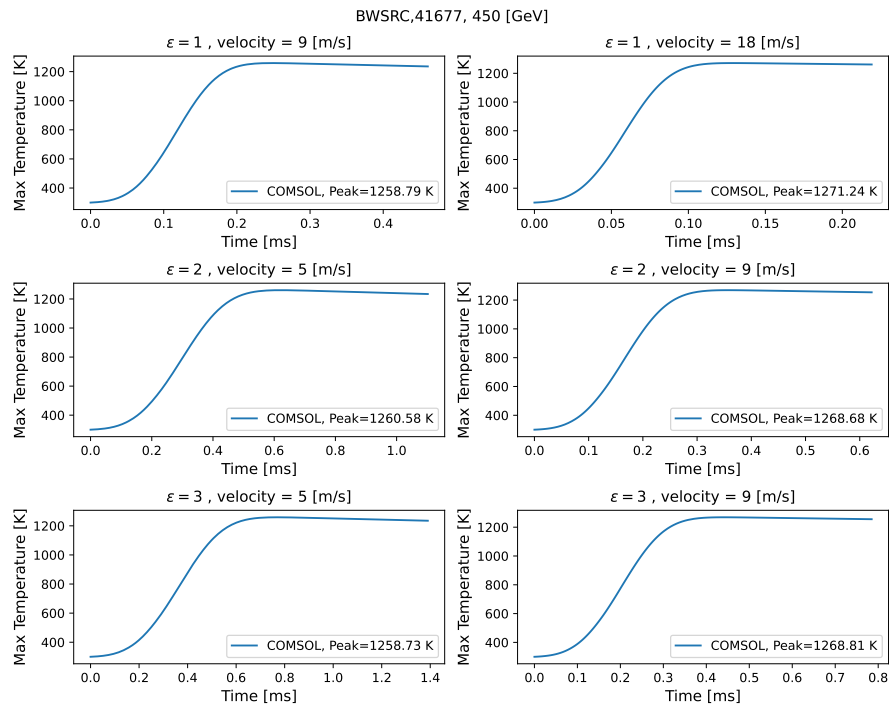 BWSRC,41677, 450 [GeV]
ε = 1 , velocity = 9 [m/s]
Max Temperature [K]
1200
1000
800
600
400
COMSOL, Peak=1258.79 K
0.0 0.1 0.2 0.3 0.4
Time [ms]
ε = 1 , velocity = 18 [m/s]
Max Temperature [K]
1200
1000
800
600
400
COMSOL, Peak=1271.24 K
0.00 0.05 0.10 0.15 0.20
Time [ms]
ε = 2 , velocity = 5 [m/s]
Max Temperature [K]
1200
1000
800
600
400
COMSOL, Peak=1260.58 K
0.0 0.2 0.4 0.6 0.8 1.0
Time [ms]
ε = 2 , velocity = 9 [m/s]
Max Temperature [K]
1200
1000
800
600
400
COMSOL, Peak=1268.68 K
0.0 0.1 0.2 0.3 0.4 0.5 0.6
Time [ms]
ε = 3 , velocity = 5 [m/s]
Max Temperature [K]
1200
1000
800
600
400
COMSOL, Peak=1258.73 K
0.0 0.2 0.4 0.6 0.8 1.0 1.2 1.4
Time [ms]
ε = 3 , velocity = 9 [m/s]
Max Temperature [K]
1200
1000
800
600
400
COMSOL, Peak=1268.81 K
0.0 0.1 0.2 0.3 0.4 0.5 0.6 0.7 0.8
Time [ms]